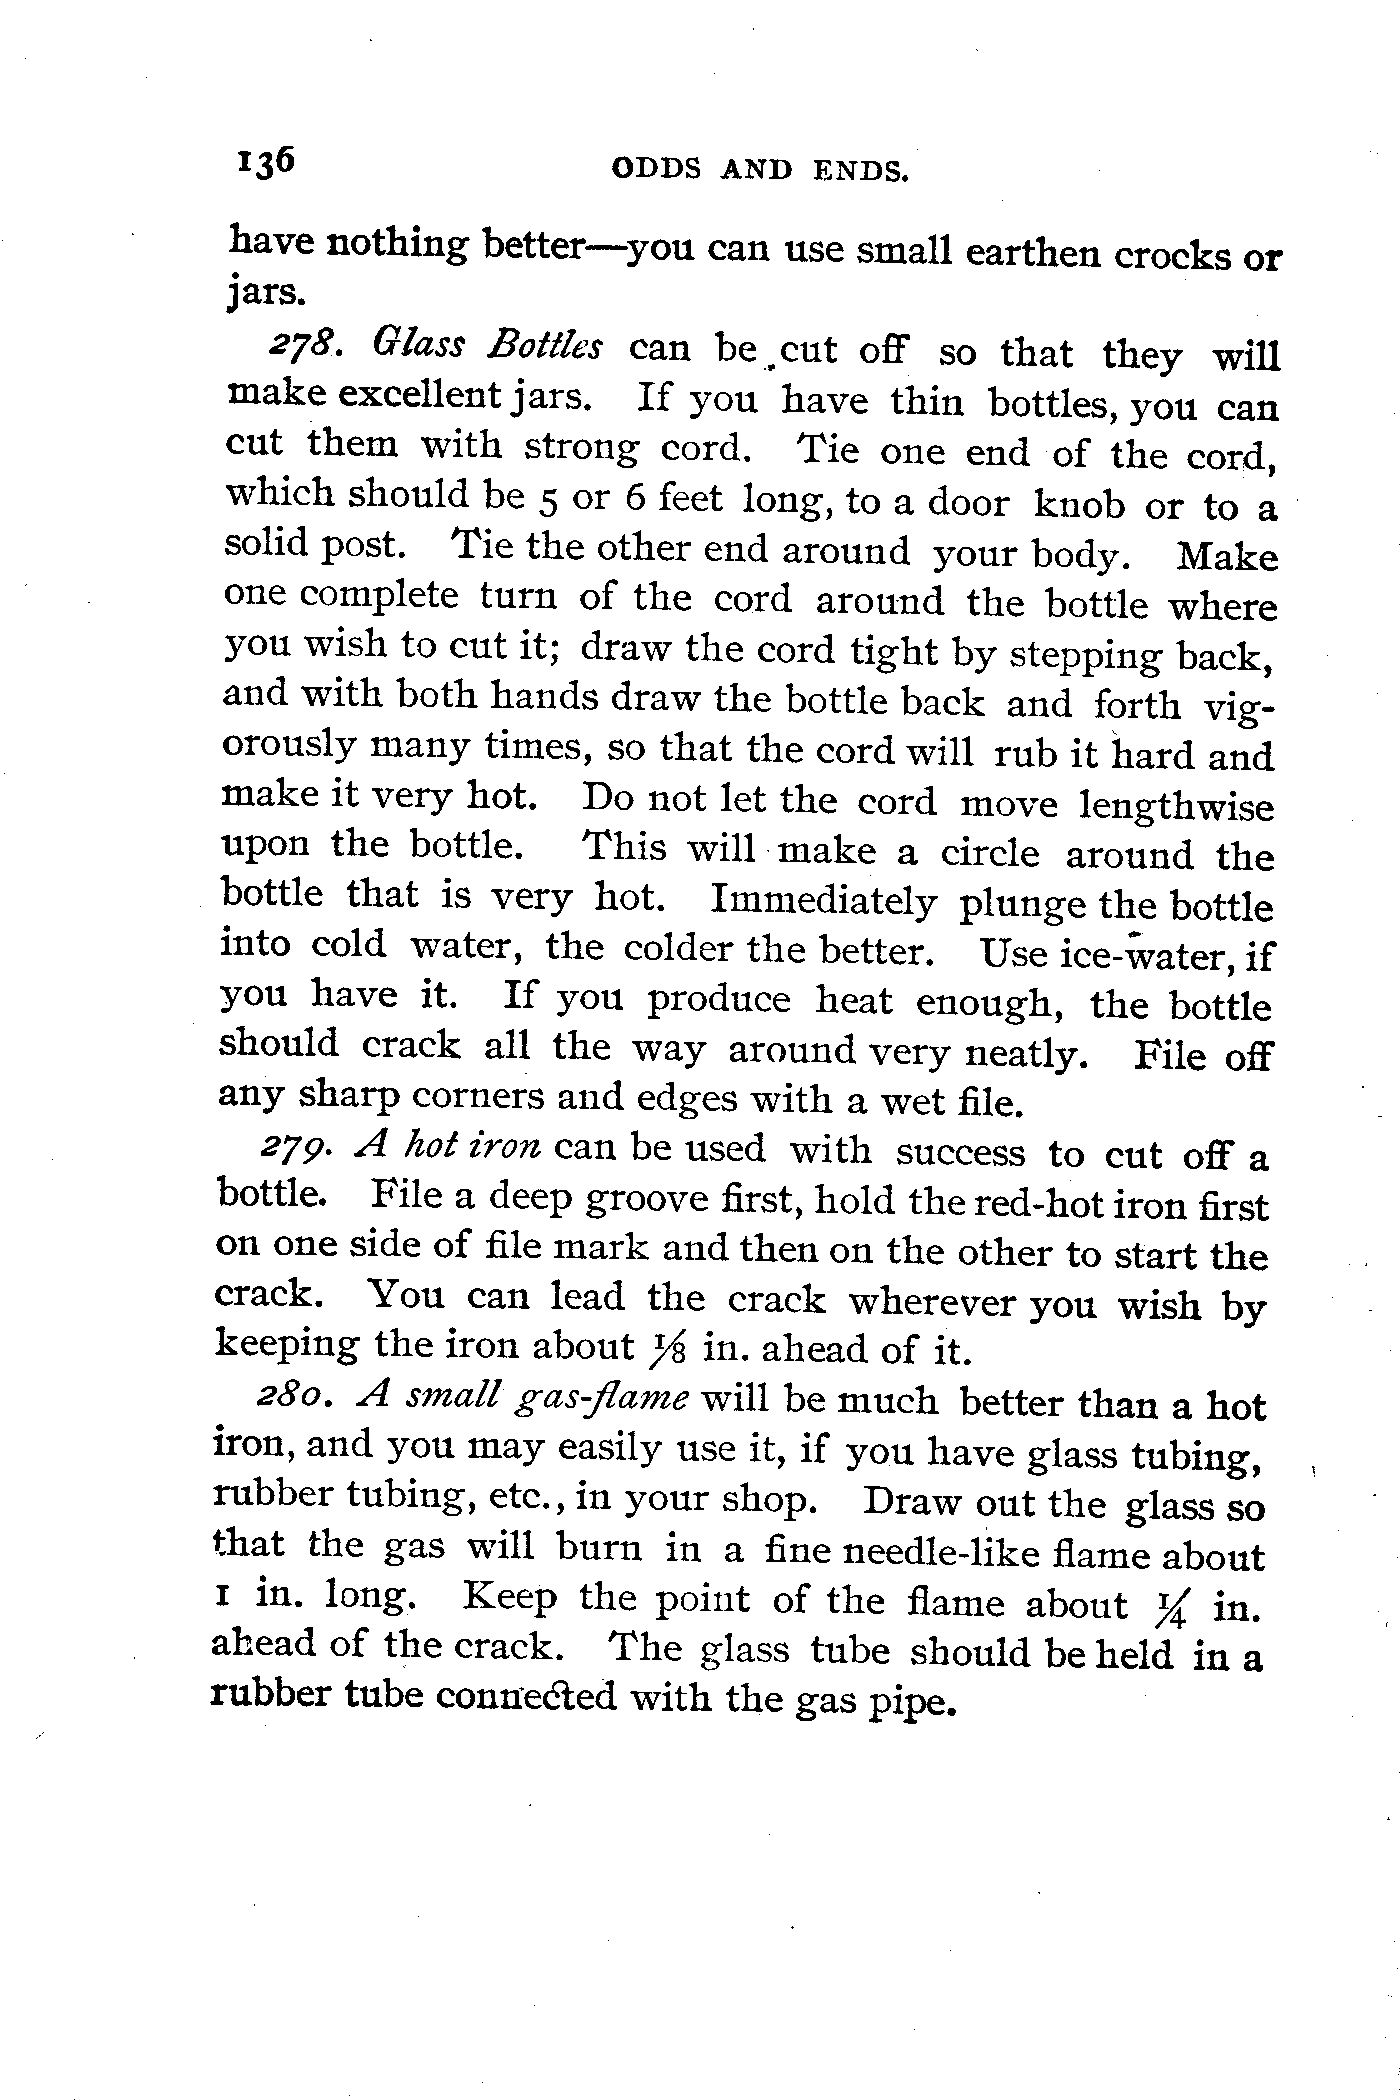 136 ODDS AND ENDS.
have nothing better—you can use small earthen crocks or
jars.
278. Glass Bottles can be cut off so that they will
make excellent jars. If you have thin bottles, you can
cut them with strong cord. Tie one end of the cord,
which should be 5 or 6 feet long, to a door knob or to a
solid post. Tie the other end around your body. Make
one complete turn of the cord around the bottle where
you wish to cut it; draw the cord tight by stepping back,
and with both hands draw the bottle back and forth vig-
orously many times, so that the cord will rub it hard and
make it very hot. Do not let the cord move lengthwise
upon the bottle. This will make a circle around the
bottle that is very hot. Immediately plunge the bottle
into cold water, the colder the better. Use ice-water, if
you have it. If you produce heat enough, the bottle
should crack all the way around very neatly. File off
any sharp corners and edges with a wet file.
279. A hot iron can be used with success to cut off a
bottle. File a deep groove first, hold the red-hot iron first
on one side of file mark and then on the other to start the
crack. You can lead the crack wherever you wish by
keeping the iron about ⅛ in. ahead of it.
280. A small gas-flame will be much better than a hot
iron, and you may easily use it, if you have glass tubing,
rubber tubing, etc., in your shop. Draw out the glass so
that the gas will burn in a fine needle-like flame about
1 in. long. Keep the point of the flame about ¼ in.
ahead of the crack. The glass tube should be held in a
rubber tube connected with the gas pipe.